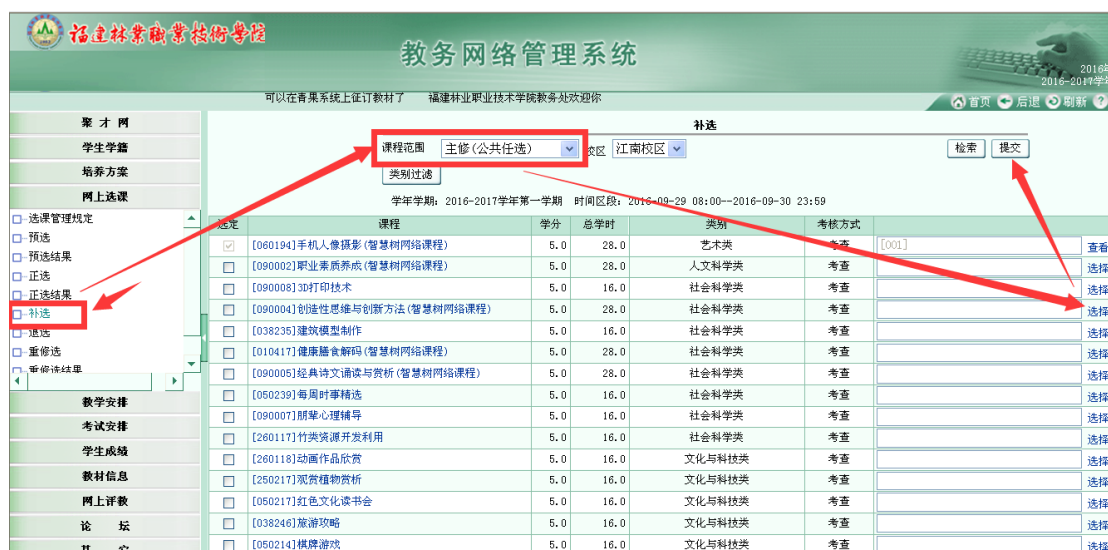 福建林业職業技術學院
教务网络管理系统
2016年
2016-2017学年
可以在青果系统上征订教材了 福建林业职业技术学院教务处欢迎你
首页 后退 刷新
聚才网
学生学籍
培养方案
网上选课
选课管理规定
预选
预选结果
正选
正选结果
补选
退选
重修选
重修选结果
教学安排
考试安排
学生成绩
教材信息
网上评教
论 坛
其 它
补选
课程范围 主修(公共任选) 校区 江南校区 检索 提交
类别过滤
学年学期: 2016-2017学年第一学期 时间区段: 2016-09-29 08:00--2016-09-30 23:59
选定 课程 学分 总学时 类别 考核方式
[060194]手机人像摄影(智慧树网络课程) 5.0 28.0 艺术类 考查 [001] 查看
[090002]职业素质养成(智慧树网络课程) 5.0 28.0 人文科学类 考查 选择
[090008]3D打印技术 5.0 16.0 社会科学类 考查 选择
[090004]创造性思维与创新方法(智慧树网络课程) 5.0 28.0 社会科学类 考查 选择
[038235]建筑模型制作 5.0 16.0 社会科学类 考查 选择
[010417]健康膳食解码(智慧树网络课程) 5.0 28.0 社会科学类 考查 选择
[090005]经典诗文诵读与赏析(智慧树网络课程) 5.0 28.0 社会科学类 考查 选择
[050239]每周时事精选 5.0 16.0 社会科学类 考查 选择
[090007]朋辈心理辅导 5.0 16.0 社会科学类 考查 选择
[260117]竹类资源开发利用 5.0 16.0 社会科学类 考查 选择
[260118]动画作品欣赏 5.0 16.0 文化与科技类 考查 选择
[250217]观赏植物赏析 5.0 16.0 文化与科技类 考查 选择
[050217]红色文化读书会 5.0 16.0 文化与科技类 考查 选择
[038246]旅游攻略 5.0 16.0 文化与科技类 考查 选择
[050214]棋牌游戏 5.0 16.0 文化与科技类 考查 选择